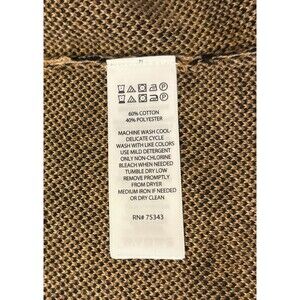 60% COTTON
40% POLYESTER
MACHINE WASH COOL-
DELICATE CYCLE
WASH WITH LIKE COLORS
USE MILD DETERGENT
ONLY NON-CHLORINE
BLEACH WHEN NEEDED
TUMBLE DRY LOW
REMOVE PROMPTLY
FROM DRYER
MEDIUM IRON IF NEEDED
OR DRY CLEAN
RN# 75343